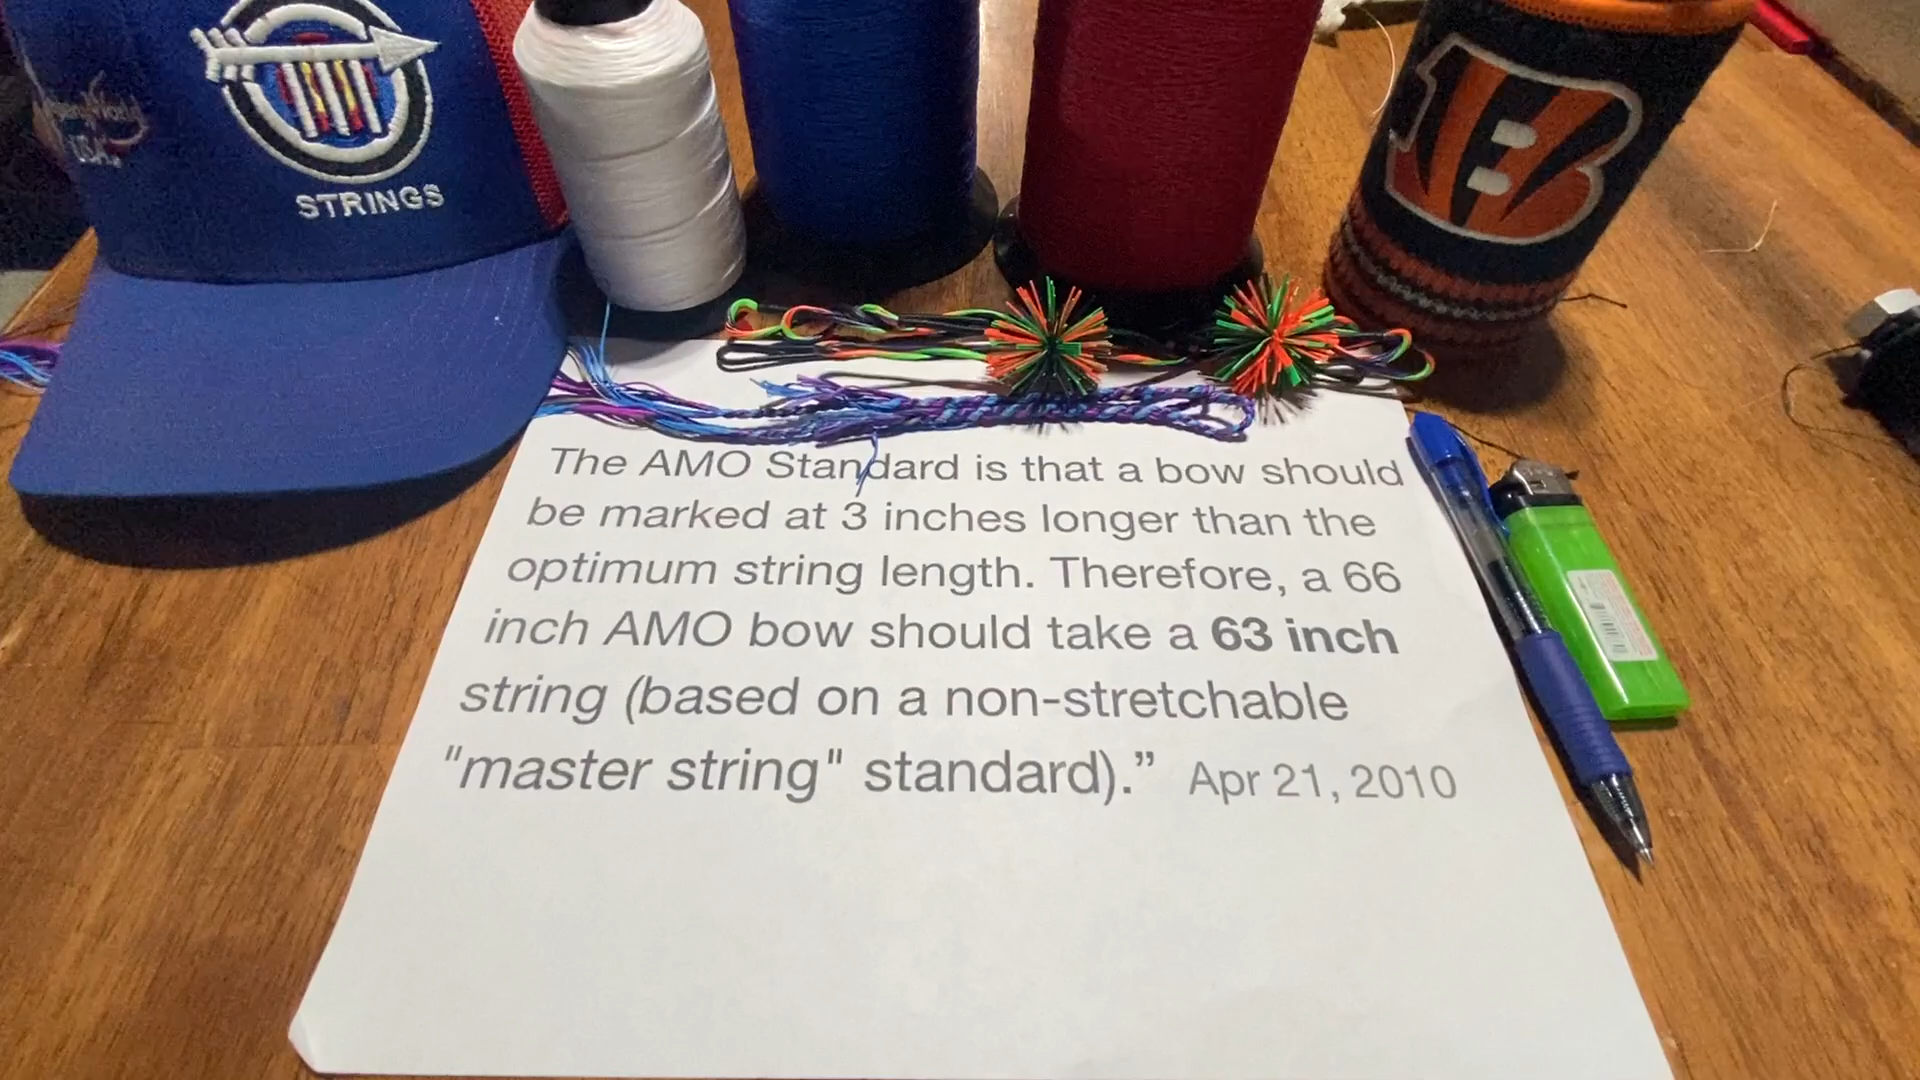 STRINGS
USA.
B
The AMO Standard is that a bow should
be marked at 3 inches longer than the
optimum string length. Therefore, a 66
inch AMO bow should take a 63 inch
string (based on a non-stretchable
"master string" standard).” Apr 21, 2010